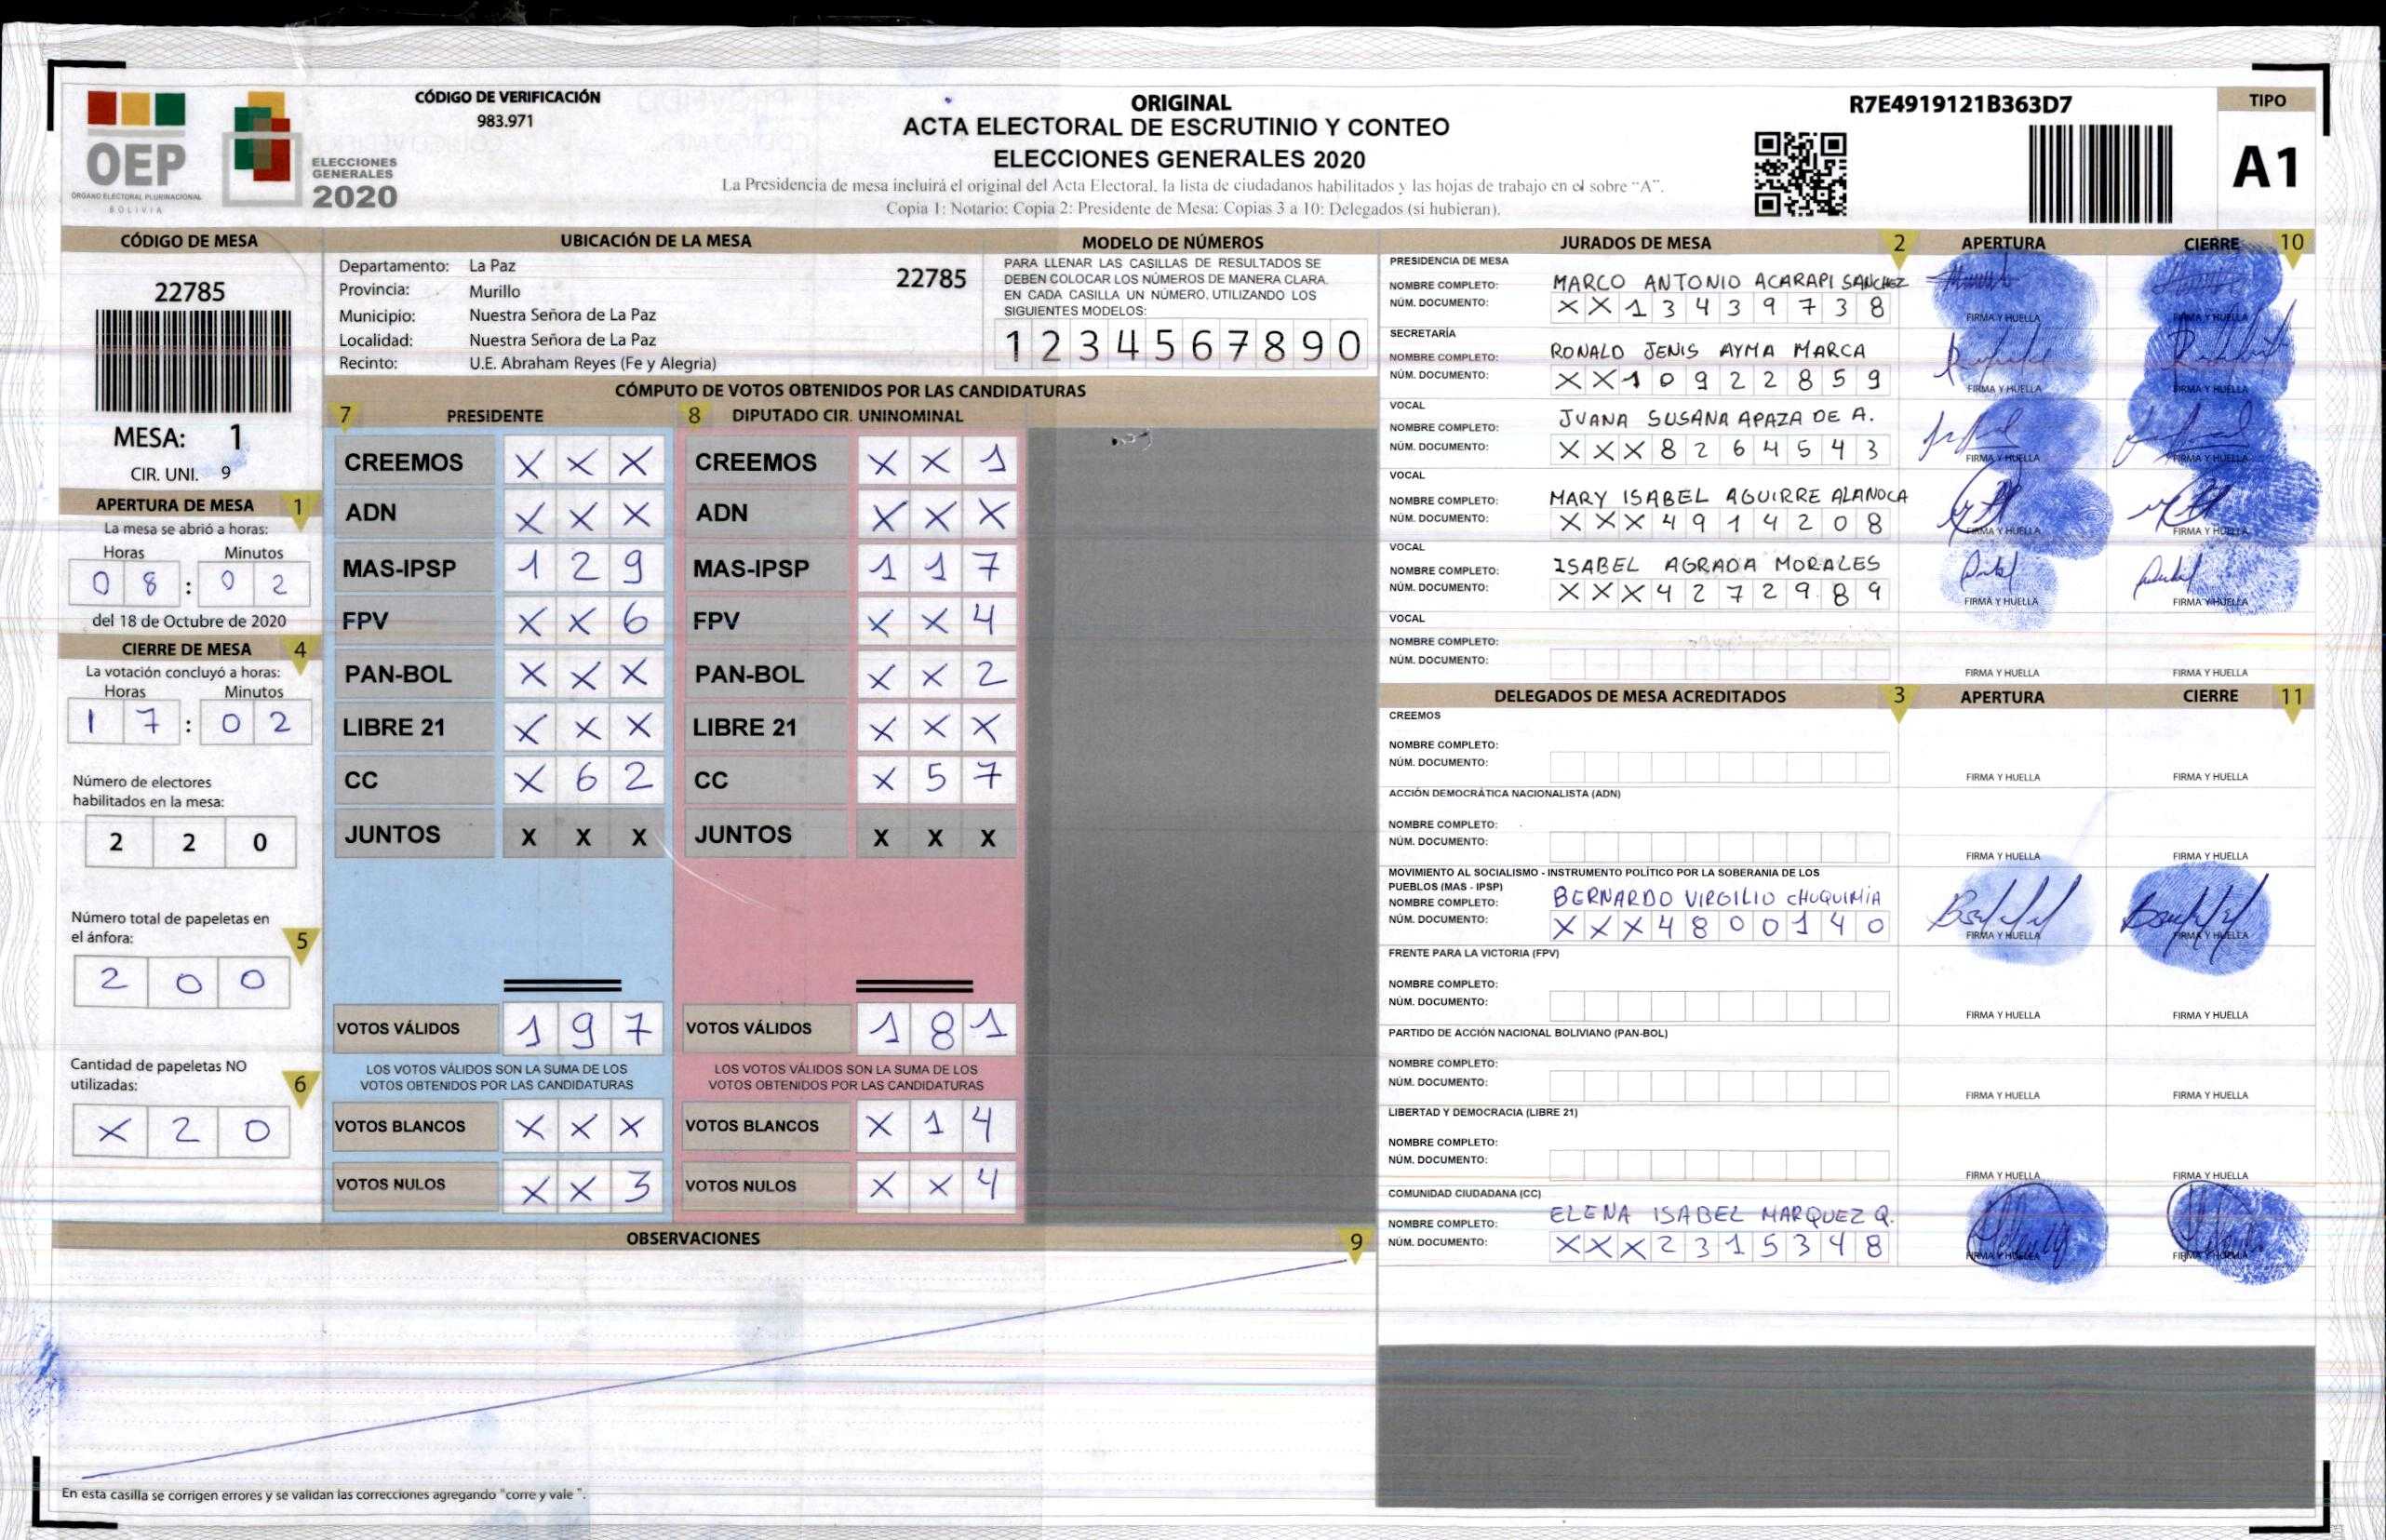 OEP
ÓRGANO ELECTORAL PLURINACIONAL
BOLIVIA
ELECCIONES
GENERALES
2020
CÓDIGO DE VERIFICACIÓN
983.971
ORIGINAL
ACTA ELECTORAL DE ESCRUTINIO Y CONTEO
ELECCIONES GENERALES 2020
La Presidencia de mesa incluirá el original del Acta Electoral, la lista de ciudadanos habilitados y las hojas de trabajo en el sobre "A".
Copia 1: Notario; Copia 2: Presidente de Mesa; Copias 3 a 10: Delegados (si hubieran).
R7E4919121B363D7
TIPO
A1
CÓDIGO DE MESA
22785
MESA: 1
CIR. UNI. 9
APERTURA DE MESA 1
La mesa se abrió a horas:
Horas Minutos
0 8 : 0 2
del 18 de Octubre de 2020
CIERRE DE MESA 4
La votación concluyó a horas:
Horas Minutos
1 7 : 0 2
Número de electores
habilitados en la mesa:
2 2 0
Número total de papeletas en
el ánfora: 5
2 0 0
Cantidad de papeletas NO
utilizadas: 6
X 2 0
UBICACIÓN DE LA MESA
Departamento: La Paz 22785
Provincia: Murillo
Municipio: Nuestra Señora de La Paz
Localidad: Nuestra Señora de La Paz
Recinto: U.E. Abraham Reyes (Fe y Alegria)
MODELO DE NÚMEROS
PARA LLENAR LAS CASILLAS DE RESULTADOS SE
DEBEN COLOCAR LOS NÚMEROS DE MANERA CLARA.
EN CADA CASILLA UN NÚMERO, UTILIZANDO LOS
SIGUIENTES MODELOS:
1 2 3 4 5 6 7 8 9 0
CÓMPUTO DE VOTOS OBTENIDOS POR LAS CANDIDATURAS
7 PRESIDENTE 8 DIPUTADO CIR. UNINOMINAL
CREEMOS X X X CREEMOS X X 1
ADN X X X ADN X X X
MAS-IPSP 1 2 9 MAS-IPSP 1 1 7
FPV X X 6 FPV X X 4
PAN-BOL X X X PAN-BOL X X 2
LIBRE 21 X X X LIBRE 21 X X X
CC X 6 2 CC X 5 7
JUNTOS X X X JUNTOS X X X
VOTOS VÁLIDOS 1 9 7 VOTOS VÁLIDOS 1 8 1
LOS VOTOS VÁLIDOS SON LA SUMA DE LOS LOS VOTOS VÁLIDOS SON LA SUMA DE LOS
VOTOS OBTENIDOS POR LAS CANDIDATURAS VOTOS OBTENIDOS POR LAS CANDIDATURAS
VOTOS BLANCOS X X X VOTOS BLANCOS X 1 4
VOTOS NULOS X X 3 VOTOS NULOS X X 4
OBSERVACIONES 9
En esta casilla se corrigen errores y se validan las correcciones agregando "corre y vale ".
JURADOS DE MESA 2 APERTURA CIERRE 10
PRESIDENCIA DE MESA
NOMBRE COMPLETO: MARCO ANTONIO ACARAPI SANCHEZ
NÚM. DOCUMENTO: X X 1 3 4 3 9 7 3 8
FIRMA Y HUELLA FIRMA Y HUELLA
SECRETARÍA
NOMBRE COMPLETO: RONALD JENIS AYMA MARCA
NÚM. DOCUMENTO: X X 1 0 9 2 2 8 5 9
FIRMA Y HUELLA FIRMA Y HUELLA
VOCAL
NOMBRE COMPLETO: JUANA SUSANA APAZA DE A.
NÚM. DOCUMENTO: X X X 8 2 6 4 5 4 3
FIRMA Y HUELLA FIRMA Y HUELLA
VOCAL
NOMBRE COMPLETO: MARY ISABEL AGUIRRE ALANOCA
NÚM. DOCUMENTO: X X X 4 9 1 4 2 0 8
FIRMA Y HUELLA FIRMA Y HUELLA
VOCAL
NOMBRE COMPLETO: ISABEL AGRADA MORALES
NÚM. DOCUMENTO: X X X 4 2 7 2 9 8 9
FIRMA Y HUELLA FIRMA Y HUELLA
VOCAL
NOMBRE COMPLETO:
NÚM. DOCUMENTO:
FIRMA Y HUELLA FIRMA Y HUELLA
DELEGADOS DE MESA ACREDITADOS 3 APERTURA CIERRE 11
CREEMOS
NOMBRE COMPLETO:
NÚM. DOCUMENTO:
FIRMA Y HUELLA FIRMA Y HUELLA
ACCIÓN DEMOCRÁTICA NACIONALISTA (ADN)
NOMBRE COMPLETO:
NÚM. DOCUMENTO:
FIRMA Y HUELLA FIRMA Y HUELLA
MOVIMIENTO AL SOCIALISMO - INSTRUMENTO POLÍTICO POR LA SOBERANIA DE LOS
PUEBLOS (MAS - IPSP)
NOMBRE COMPLETO: BERNARDO VIRGILIO CHUQUIMIA
NÚM. DOCUMENTO: X X X 4 8 0 0 1 4 0
FIRMA Y HUELLA FIRMA Y HUELLA
FRENTE PARA LA VICTORIA (FPV)
NOMBRE COMPLETO:
NÚM. DOCUMENTO:
FIRMA Y HUELLA FIRMA Y HUELLA
PARTIDO DE ACCIÓN NACIONAL BOLIVIANO (PAN-BOL)
NOMBRE COMPLETO:
NÚM. DOCUMENTO:
FIRMA Y HUELLA FIRMA Y HUELLA
LIBERTAD Y DEMOCRACIA (LIBRE 21)
NOMBRE COMPLETO:
NÚM. DOCUMENTO:
FIRMA Y HUELLA FIRMA Y HUELLA
COMUNIDAD CIUDADANA (CC)
NOMBRE COMPLETO: ELENA ISABEL MARQUEZ Q.
NÚM. DOCUMENTO: X X X 2 3 1 5 3 4 8
FIRMA Y HUELLA FIRMA Y HUELLA